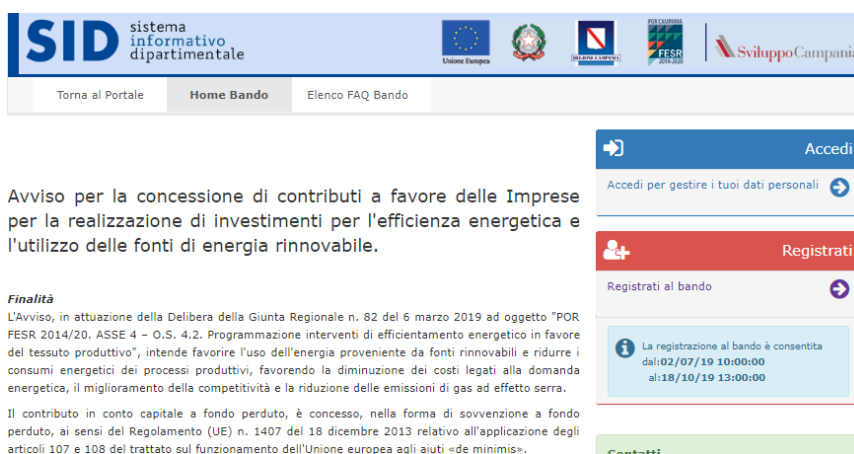 SID sistema
informativo
dipartimentale
Unione Europea
REGIONE CAMPANIA
POR CAMPANIA
FESR
2014-2020
SviluppoCampania
Torna al Portale
Home Bando
Elenco FAQ Bando
Avviso per la concessione di contributi a favore delle Imprese
per la realizzazione di investimenti per l'efficienza energetica e
l'utilizzo delle fonti di energia rinnovabile.
Finalità
L'Avviso, in attuazione della Delibera della Giunta Regionale n. 82 del 6 marzo 2019 ad oggetto "POR
FESR 2014/20. ASSE 4 – O.S. 4.2. Programmazione interventi di efficientamento energetico in favore
del tessuto produttivo", intende favorire l'uso dell'energia proveniente da fonti rinnovabili e ridurre i
consumi energetici dei processi produttivi, favorendo la diminuzione dei costi legati alla domanda
energetica, il miglioramento della competitività e la riduzione delle emissioni di gas ad effetto serra.
Il contributo in conto capitale a fondo perduto, è concesso, nella forma di sovvenzione a fondo
perduto, ai sensi del Regolamento (UE) n. 1407 del 18 dicembre 2013 relativo all'applicazione degli
articoli 107 e 108 del trattato sul funzionamento dell'Unione europea agli aiuti «de minimis».
Accedi
Accedi per gestire i tuoi dati personali
Registrati
Registrati al bando
La registrazione al bando è consentita
dal:02/07/19 10:00:00
al:18/10/19 13:00:00
Contatti